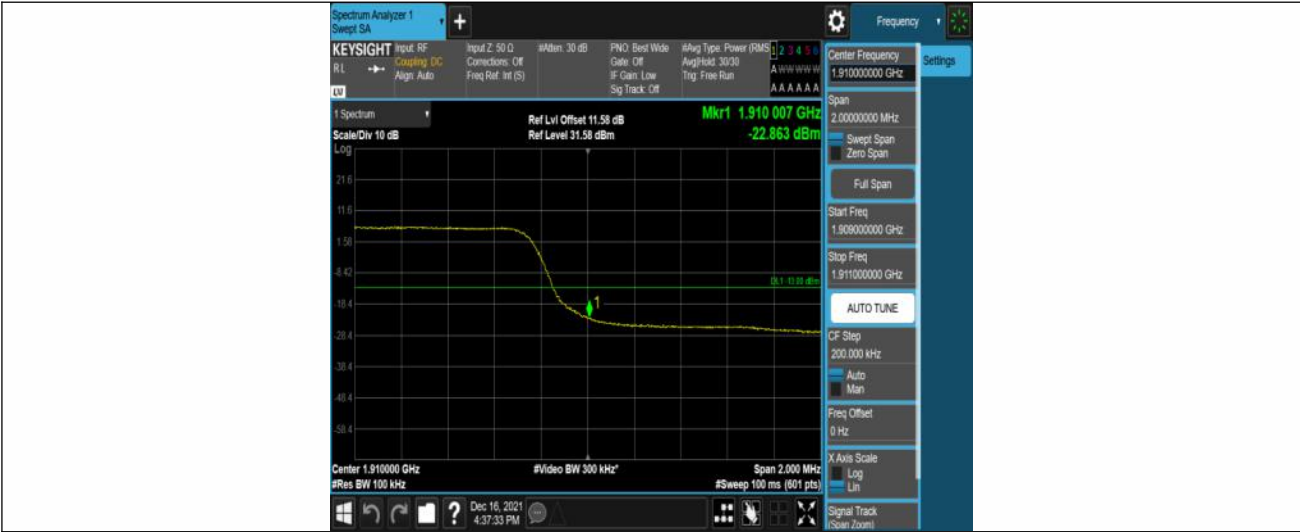 Spectrum Analyzer 1
Swept SA
+
Frequency
KEYSIGHT
RL
Input: RF
Coupling: DC
Align: Auto
Input Z: 50 Ω
Corrections: Off
Freq Ref: Int (S)
#Atten: 30 dB
PNO: Best Wide
Gate: Off
IF Gain: Low
Sig Track: Off
#Avg Type: Power (RMS
Avg|Hold: 30/30
Trig: Free Run
1 2 3 4 5 6
A W W W W W
A A A A A A
1 Spectrum
Scale/Div 10 dB
Log
Ref Lvl Offset 11.58 dB
Ref Level 31.58 dBm
Mkr1 1.910 007 GHz
-22.863 dBm
21.6
11.6
1.58
-8.42
-18.4
-28.4
-38.4
-48.4
-58.4
DL1 -13.00 dBm
1
Center 1.910000 GHz
#Res BW 100 kHz
#Video BW 300 kHz*
Span 2.000 MHz
#Sweep 100 ms (601 pts)
?
Dec 16, 2021
4:37:33 PM
Center Frequency
1.910000000 GHz
Settings
Span
2.00000000 MHz
Swept Span
Zero Span
Full Span
Start Freq
1.909000000 GHz
Stop Freq
1.911000000 GHz
AUTO TUNE
CF Step
200.000 kHz
Auto
Man
Freq Offset
0 Hz
X Axis Scale
Log
Lin
Signal Track
(Span Zoom)